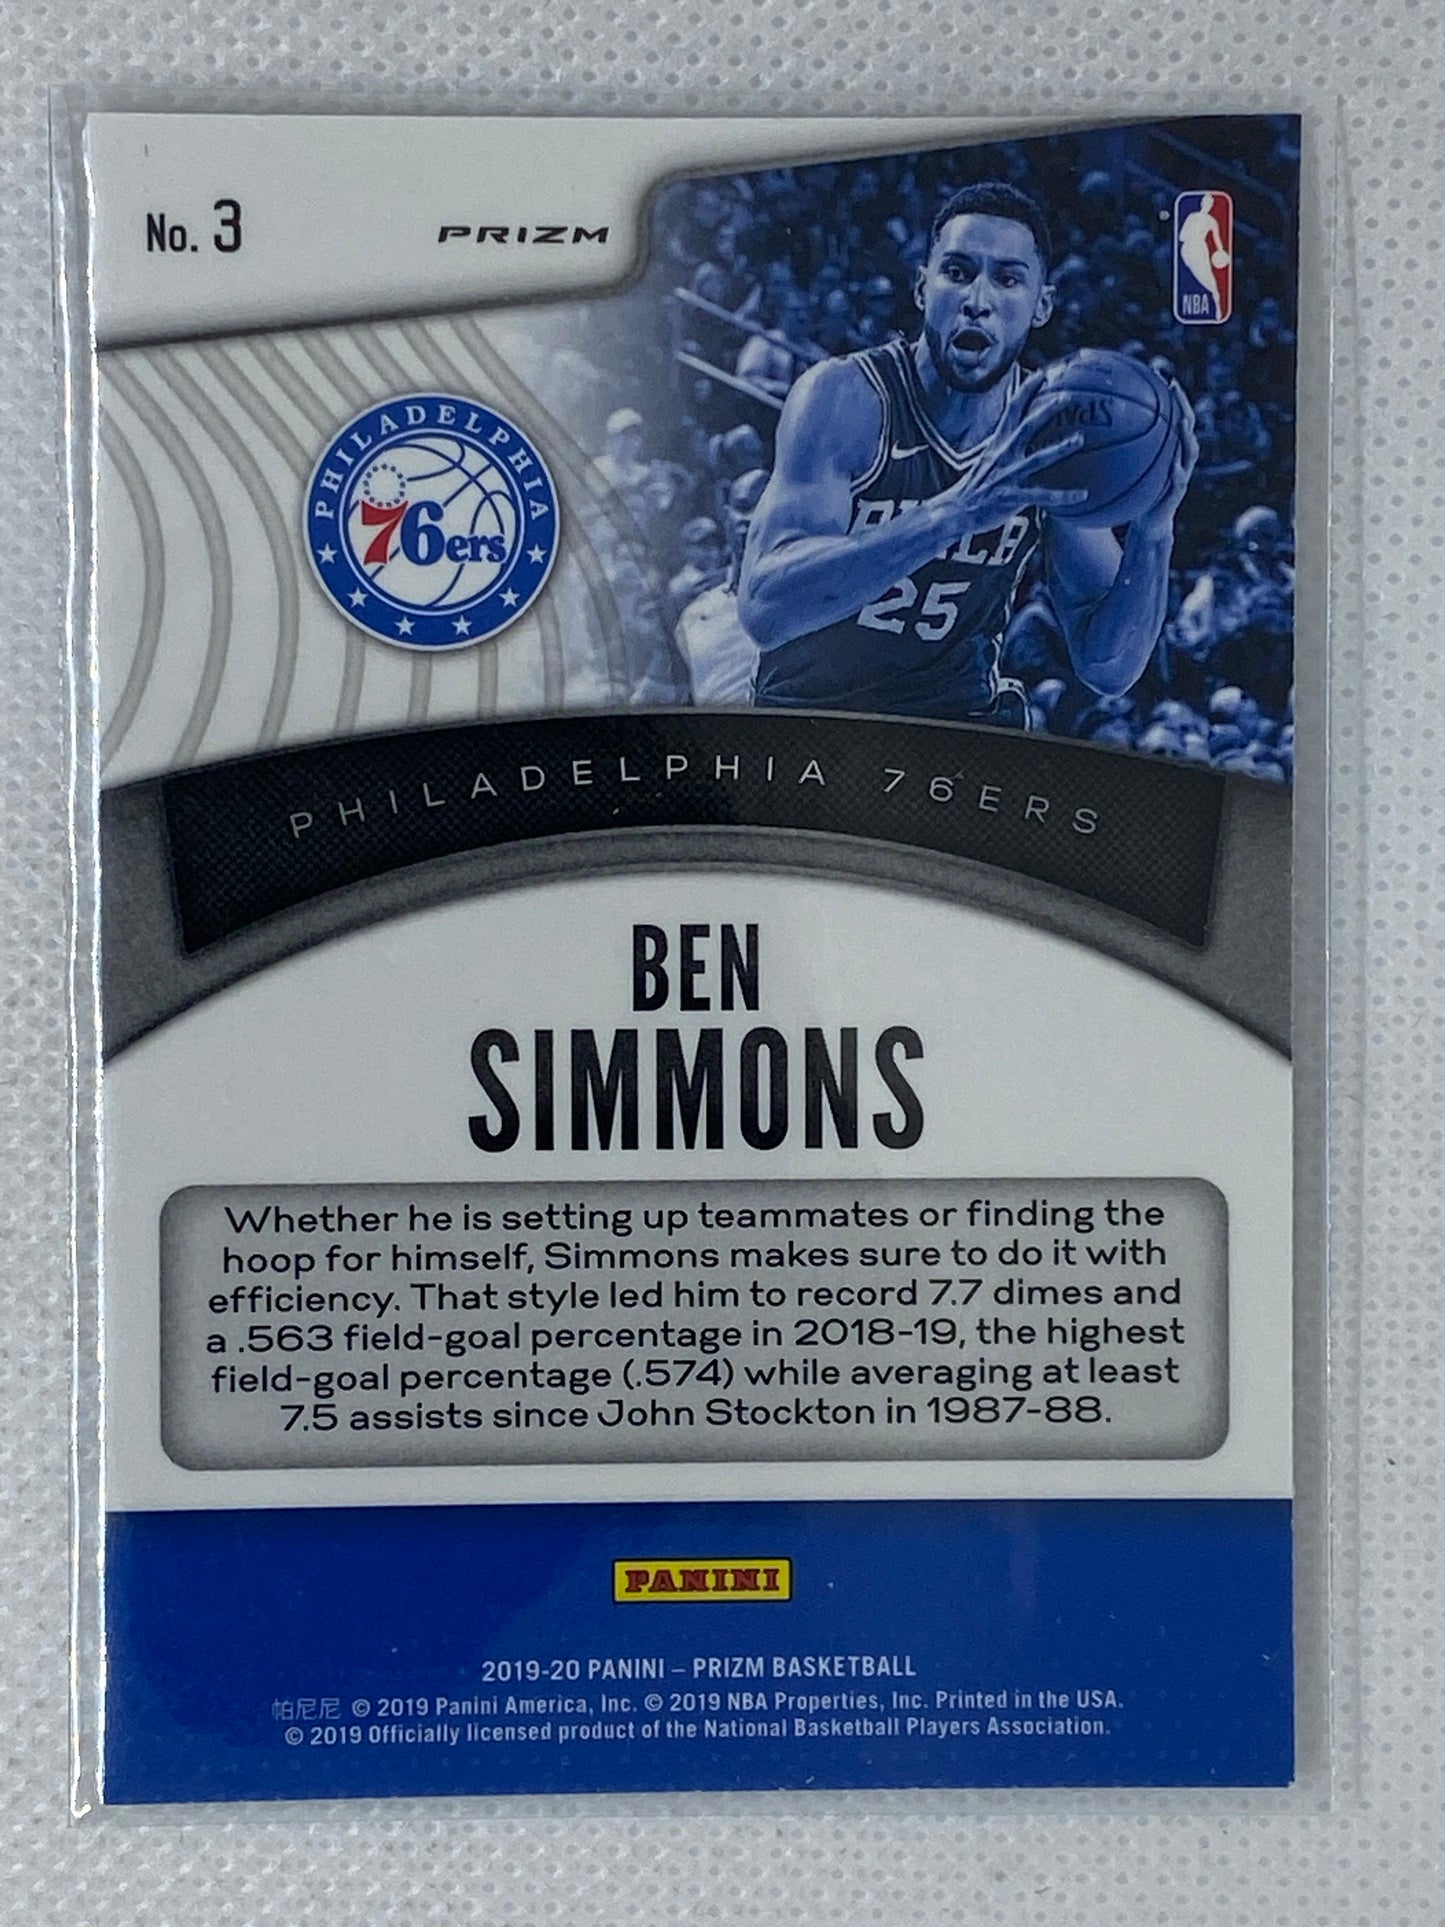 No. 3
PRIZM
NBA
PHILADELPHIA
76ers
PHILA
25
PHILADELPHIA 76ERS
BEN
SIMMONS
Whether he is setting up teammates or finding the
hoop for himself, Simmons makes sure to do it with
efficiency. That style led him to record 7.7 dimes and
a .563 field-goal percentage in 2018-19, the highest
field-goal percentage (.574) while averaging at least
7.5 assists since John Stockton in 1987-88.
PANINI
2019-20 PANINI – PRIZM BASKETBALL
帕尼尼 © 2019 Panini America, Inc. © 2019 NBA Properties, Inc. Printed in the USA.
© 2019 Officially licensed product of the National Basketball Players Association.